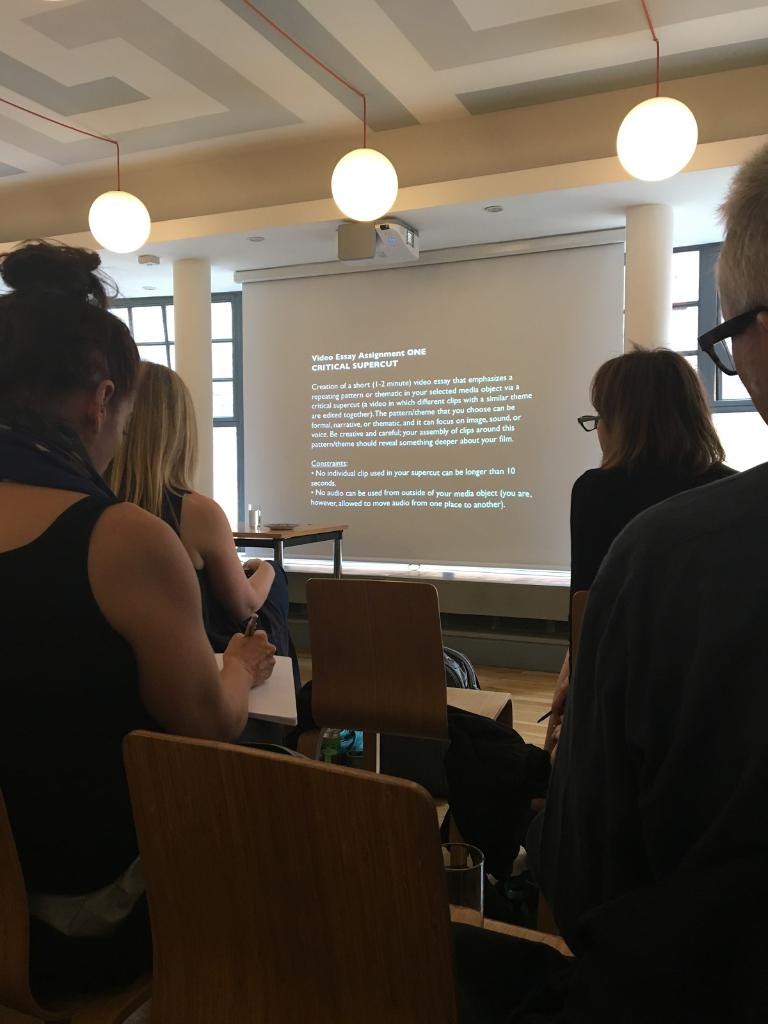 Video Essay Assignment ONE
CRITICAL SUPERCUT
Creation of a short (1-2 minute) video essay that emphasizes a
repeating pattern or thematic in your selected media object via a
critical supercut (a video in which different clips with a similar theme
are edited together). The pattern/theme that you choose can be
formal, narrative, or thematic, and it can focus on image, sound, or
voice. Be creative and careful; your assembly of clips around this
pattern/theme should reveal something deeper about your film.
Constraints:
• No individual clip used in your supercut can be longer than 10
seconds.
• No audio can be used from outside of your media object (you are,
however, allowed to move audio from one place to another).